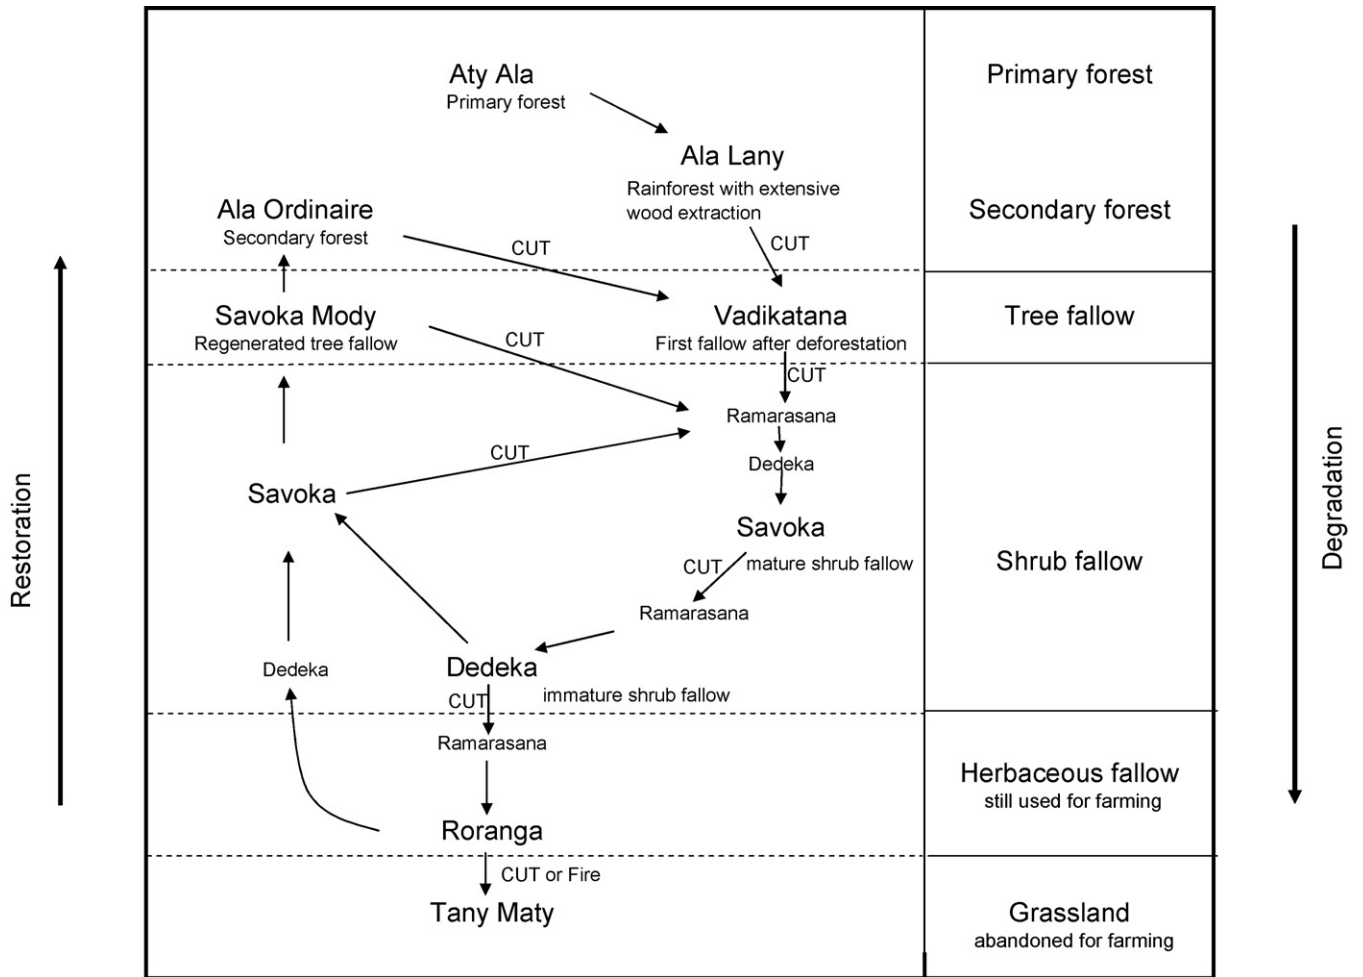 Aty Ala
Primary forest
Primary forest
Ala Lany
Rainforest with extensive
wood extraction
Ala Ordinaire
Secondary forest
Secondary forest
CUT
CUT
Savoka Mody
Regenerated tree fallow
Vadikatana
First fallow after deforestation
Tree fallow
CUT
CUT
Ramarasana
CUT
Dedeka
Savoka
Savoka
mature shrub fallow
CUT
Shrub fallow
Ramarasana
Dedeka
Dedeka
immature shrub fallow
CUT
Ramarasana
Herbaceous fallow
still used for farming
Roranga
CUT or Fire
Tany Maty
Grassland
abandoned for farming
Restoration
Degradation